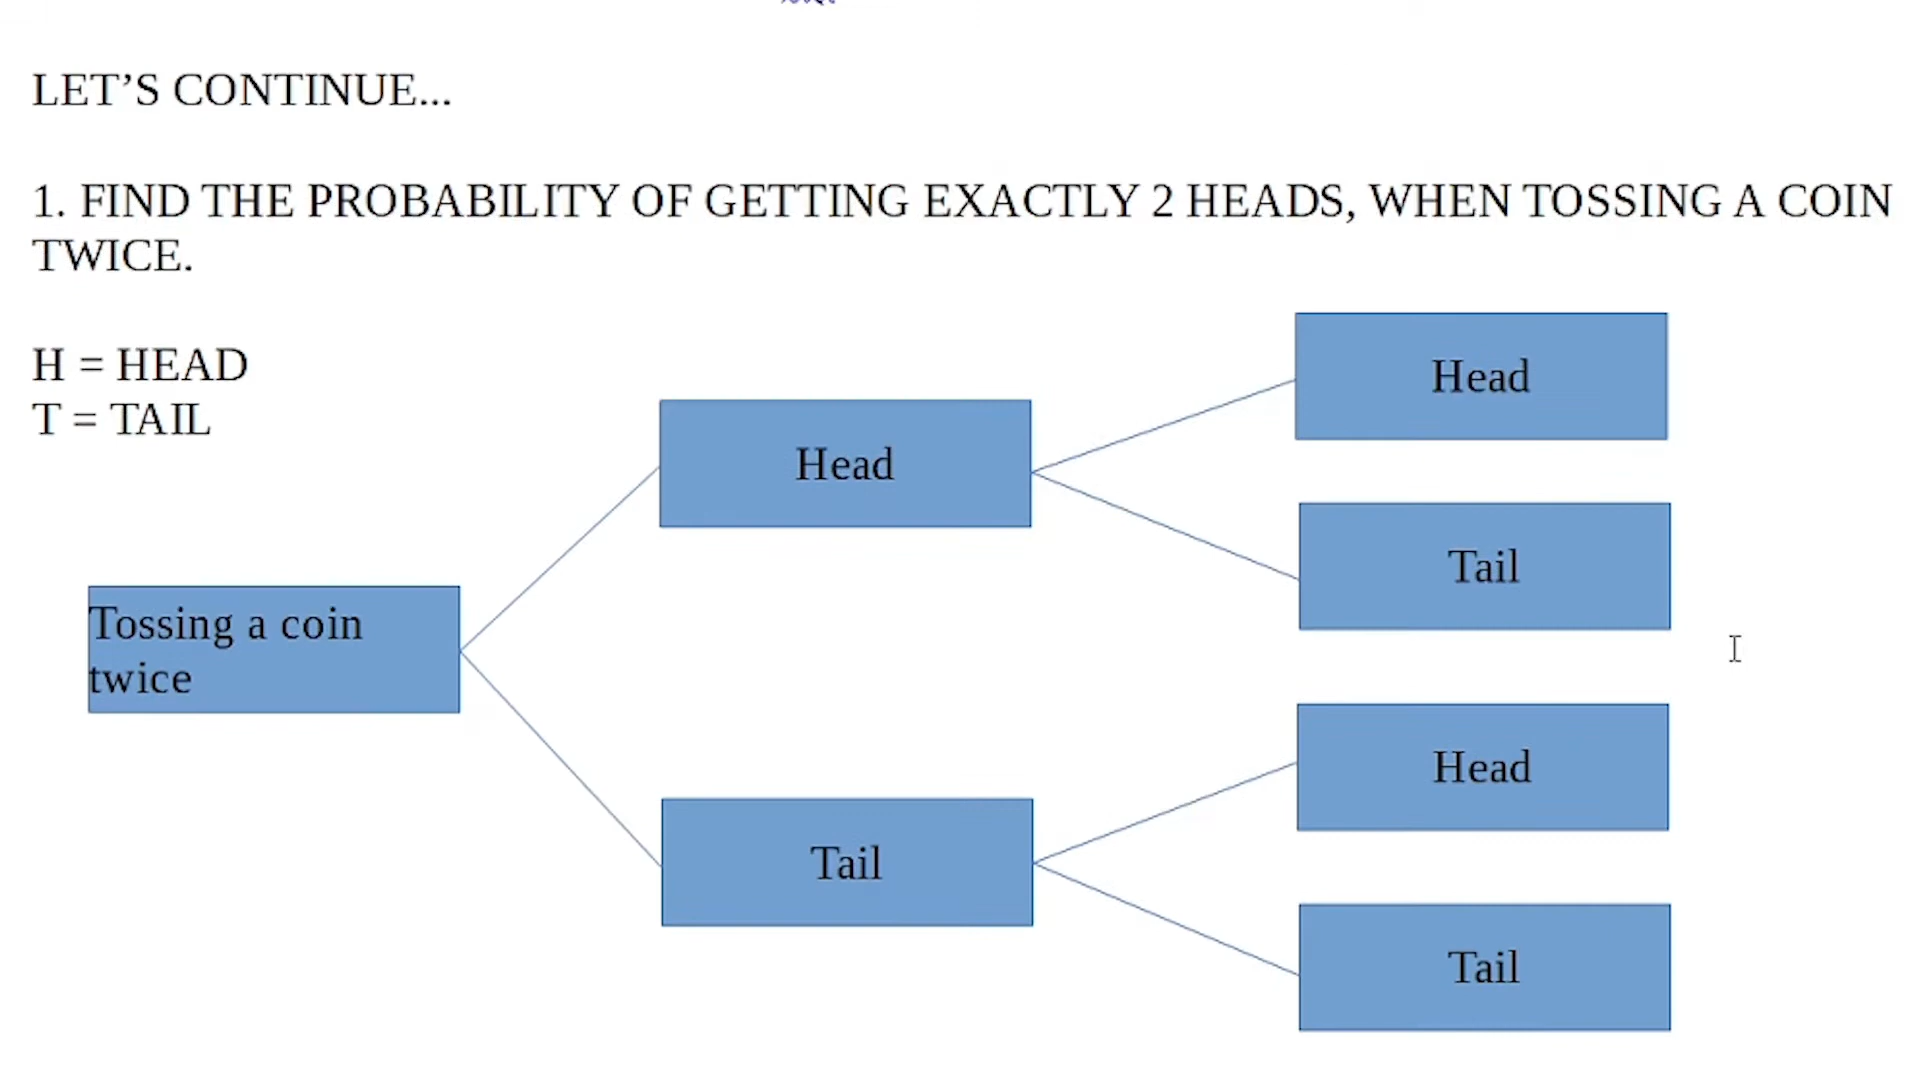 LET’S CONTINUE...
1. FIND THE PROBABILITY OF GETTING EXACTLY 2 HEADS, WHEN TOSSING A COIN
TWICE.
H = HEAD
T = TAIL
Head
Head
Tail
Tossing a coin
twice
Head
Tail
Tail